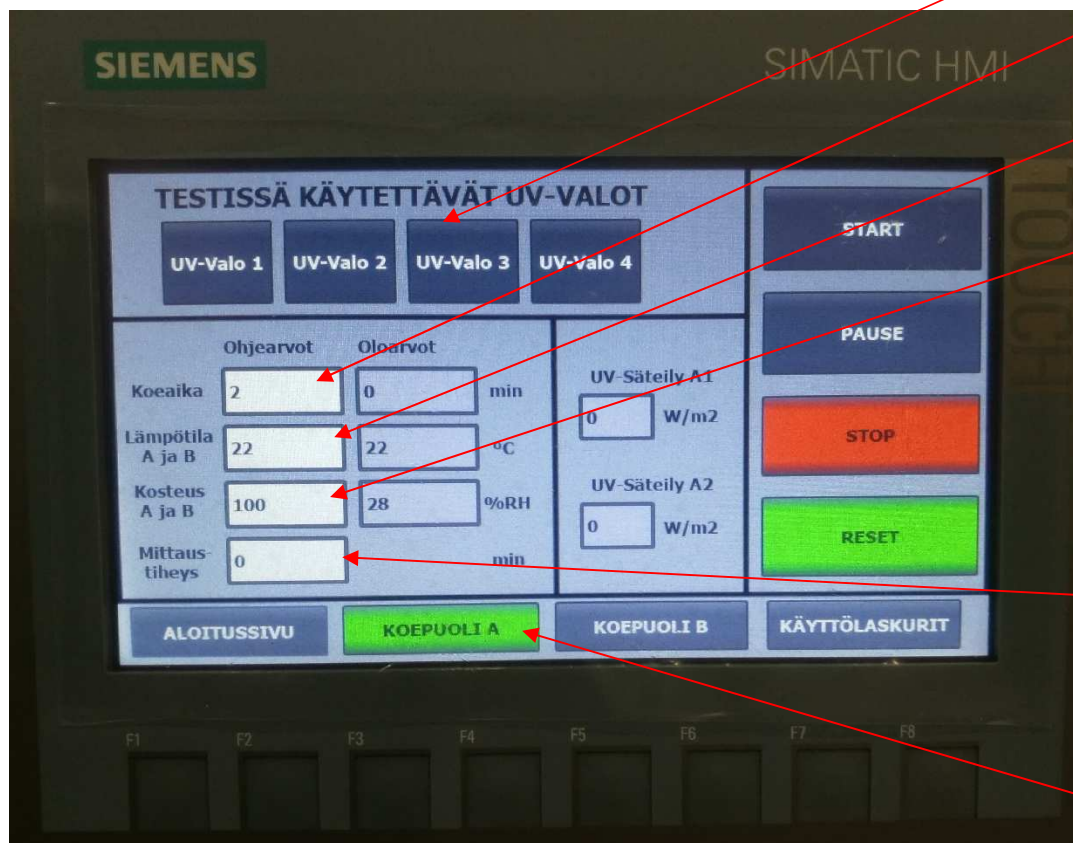 SIEMENS
SIMATIC HMI
TOUCH
TESTISSÄ KÄYTETTÄVÄT UV-VALOT
UV-Valo 1 UV-Valo 2 UV-Valo 3 UV-Valo 4
START
PAUSE
STOP
RESET
Ohjearvot Oloarvot
Koeaika 2 0 min
Lämpötila
A ja B 22 22 °C
Kosteus
A ja B 100 28 %RH
Mittaus-
tiheys 0 min
UV-Säteily A1
0 W/m2
UV-Säteily A2
0 W/m2
ALOITUSSIVU KOEPUOLI A KOEPUOLI B KÄYTTÖLASKURIT
F1 F2 F3 F4 F5 F6 F7 F8